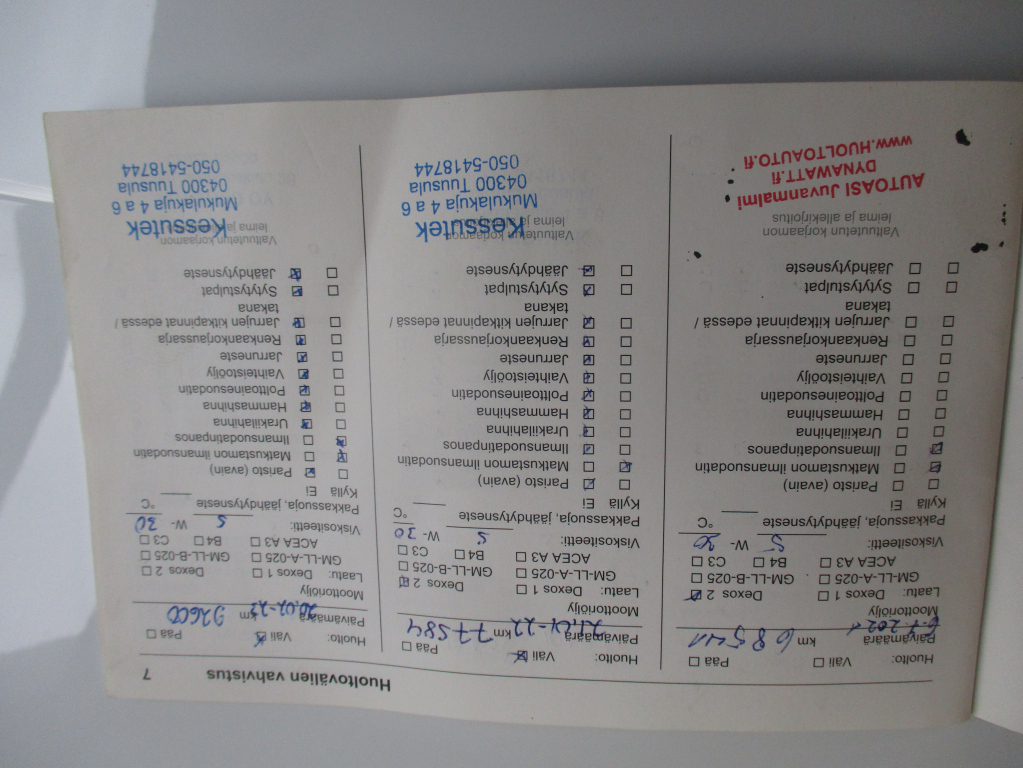 Huoltovälien vahvistus 7
Huolto: Väli Pää
Päivämäärä km
Moottoriöljy
Laatu: Dexos 1 Dexos 2
GM-LL-A-025 GM-LL-B-025
ACEA A3 B4 C3
Viskositeetti: 5 W- 30
Pakkassuoja, jäähdytysneste °C
Kyllä Ei
Paristo (avain)
Matkustamon ilmansuodatin
Ilmansuodatinpanos
Urakiilahihna
Hammashihna
Polttoainesuodatin
Vaihteistoöljy
Jarruneste
Renkaankorjaussarja
Jarrujen kitkapinnat edessä /
takana
Sytytystulpat
Jäähdytysneste
Valtuutetun korjaamon
leima ja allekirjoitus
AUTOASI Juvanmalmi
DYNAWATT.fi
www.HUOLTOAUTO.fi
Huolto: Väli Pää
Päivämäärä 77584 km
Moottoriöljy
Laatu: Dexos 1 Dexos 2
GM-LL-A-025 GM-LL-B-025
ACEA A3 B4 C3
Viskositeetti: 5 W- 30
Pakkassuoja, jäähdytysneste °C
Kyllä Ei
Paristo (avain)
Matkustamon ilmansuodatin
Ilmansuodatinpanos
Urakiilahihna
Hammashihna
Polttoainesuodatin
Vaihteistoöljy
Jarruneste
Renkaankorjaussarja
Jarrujen kitkapinnat edessä /
takana
Sytytystulpat
Jäähdytysneste
Valtuutetun korjaamon
leima ja allekirjoitus
Kessutek
Mukulakuja 4 a 6
04300 Tuusula
050-5418744
Huolto: Väli Pää
Päivämäärä 20.02-23 km 92600
Moottoriöljy
Laatu: Dexos 1 Dexos 2
GM-LL-A-025 GM-LL-B-025
ACEA A3 B4 C3
Viskositeetti: 5 W- 30
Pakkassuoja, jäähdytysneste °C
Kyllä Ei
Paristo (avain)
Matkustamon ilmansuodatin
Ilmansuodatinpanos
Urakiilahihna
Hammashihna
Polttoainesuodatin
Vaihteistoöljy
Jarruneste
Renkaankorjaussarja
Jarrujen kitkapinnat edessä /
takana
Sytytystulpat
Jäähdytysneste
Valtuutetun korjaamon
leima ja
Kessutek
Mukulakuja 4 a 6
04300 Tuusula
050-5418744